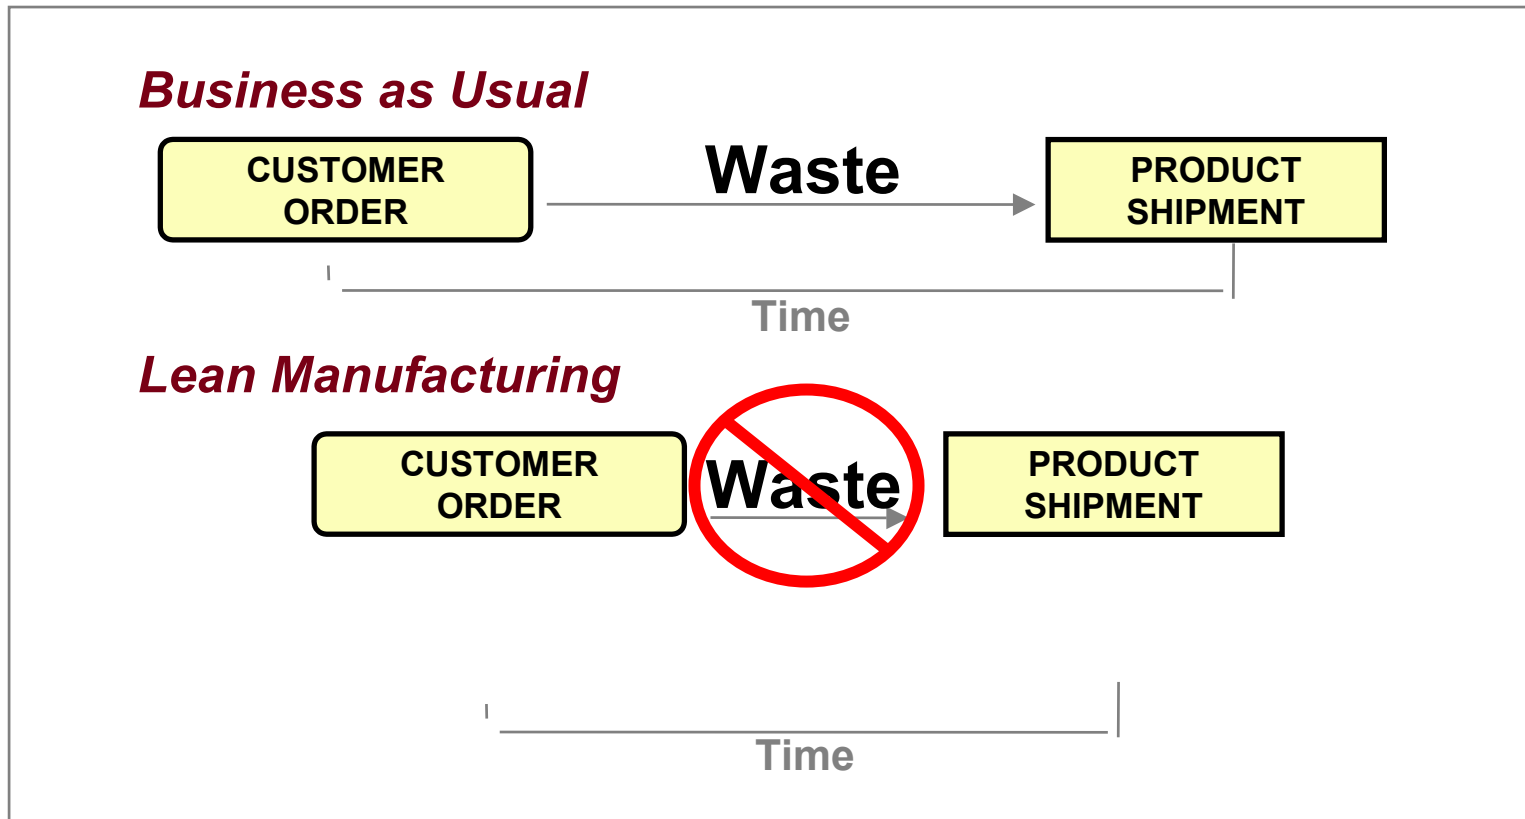 Business as Usual
CUSTOMER
ORDER
Waste
PRODUCT
SHIPMENT
Time
Lean Manufacturing
CUSTOMER
ORDER
Waste
PRODUCT
SHIPMENT
Time